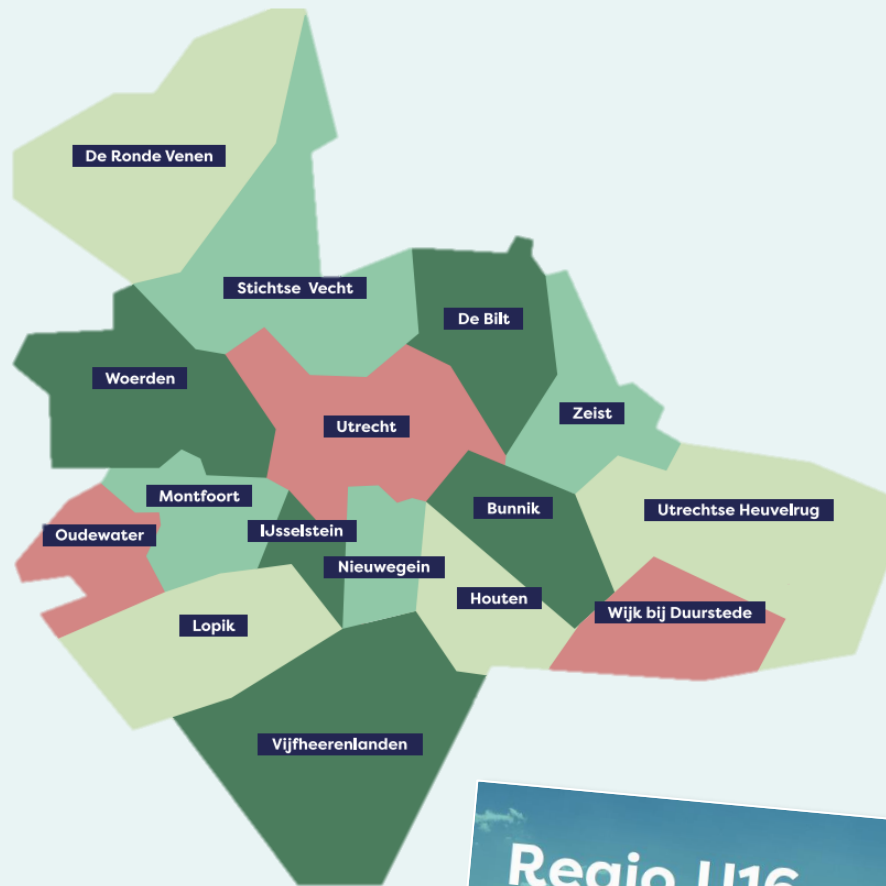 De Ronde Venen
Stichtse Vecht
De Bilt
Woerden
Zeist
Utrecht
Montfoort
Bunnik
Utrechtse Heuvelrug
Oudewater
IJsselstein
Nieuwegein
Houten
Wijk bij Duurstede
Lopik
Vijfheerenlanden
Regio U16